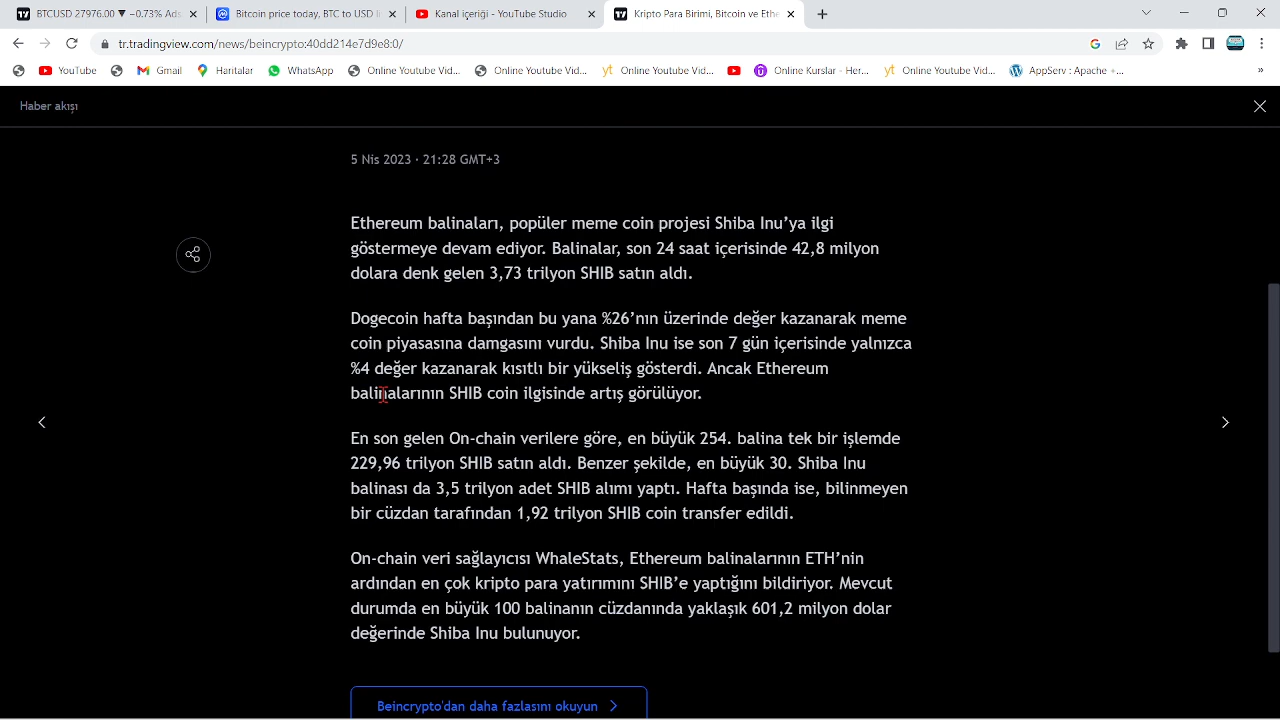 BTCUSD 27976.00 ▼ −0.73% Ads
Bitcoin price today, BTC to USD li
Kanal içeriği - YouTube Studio
Kripto Para Birimi, Bitcoin ve Ethe
tr.tradingview.com/news/beincrypto:40dd214e7d9e8:0/
YouTube
Gmail
Haritalar
WhatsApp
Online Youtube Vid...
Online Youtube Vid...
Online Youtube Vid...
Online Kurslar - Her...
Online Youtube Vid...
AppServ : Apache +...
Haber akışı
5 Nis 2023 · 21:28 GMT+3
Ethereum balinaları, popüler meme coin projesi Shiba Inu’ya ilgi
göstermeye devam ediyor. Balinalar, son 24 saat içerisinde 42,8 milyon
dolara denk gelen 3,73 trilyon SHIB satın aldı.
Dogecoin hafta başından bu yana %26’nın üzerinde değer kazanarak meme
coin piyasasına damgasını vurdu. Shiba Inu ise son 7 gün içerisinde yalnızca
%4 değer kazanarak kısıtlı bir yükseliş gösterdi. Ancak Ethereum
balinalarının SHIB coin ilgisinde artış görülüyor.
En son gelen On-chain verilere göre, en büyük 254. balina tek bir işlemde
229,96 trilyon SHIB satın aldı. Benzer şekilde, en büyük 30. Shiba Inu
balinası da 3,5 trilyon adet SHIB alımı yaptı. Hafta başında ise, bilinmeyen
bir cüzdan tarafından 1,92 trilyon SHIB coin transfer edildi.
On-chain veri sağlayıcısı WhaleStats, Ethereum balinalarının ETH’nin
ardından en çok kripto para yatırımını SHIB’e yaptığını bildiriyor. Mevcut
durumda en büyük 100 balinanın cüzdanında yaklaşık 601,2 milyon dolar
değerinde Shiba Inu bulunuyor.
Beincrypto'dan daha fazlasını okuyun